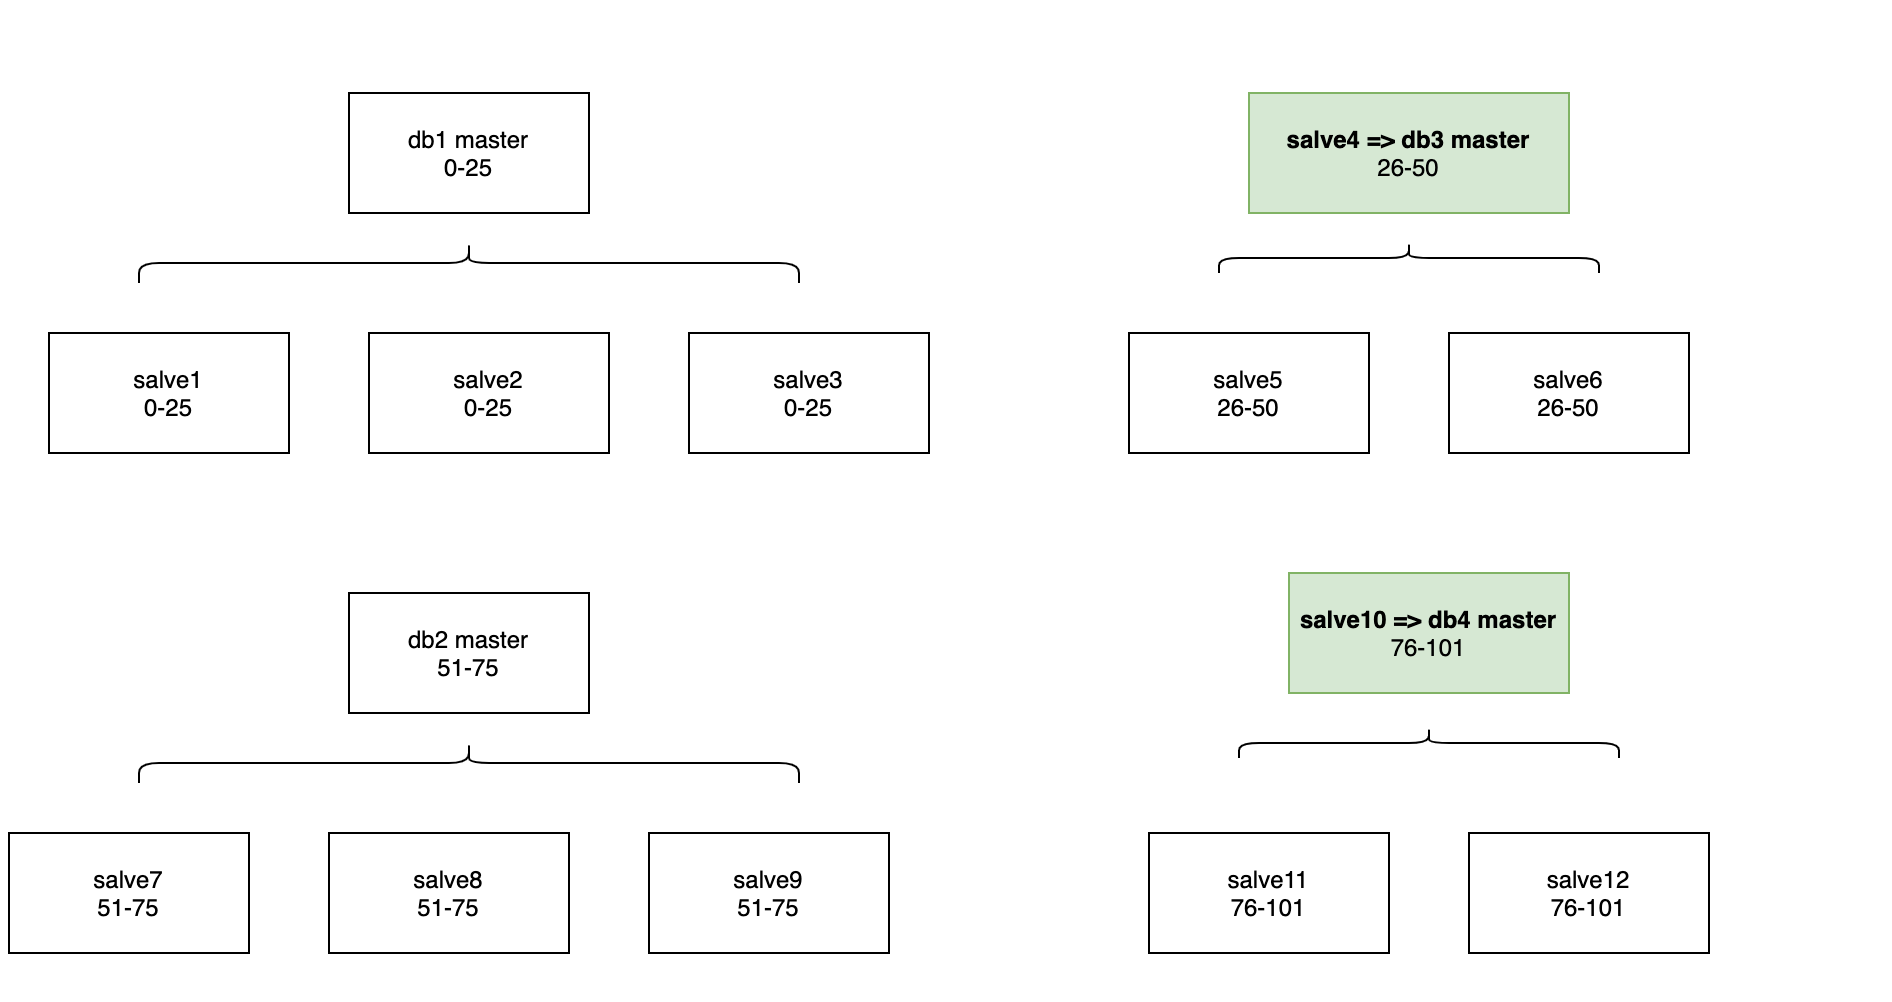 db1 master
0-25
salve4 => db3 master
26-50
salve1
0-25
salve2
0-25
salve3
0-25
salve5
26-50
salve6
26-50
db2 master
51-75
salve10 => db4 master
76-101
salve7
51-75
salve8
51-75
salve9
51-75
salve11
76-101
salve12
76-101